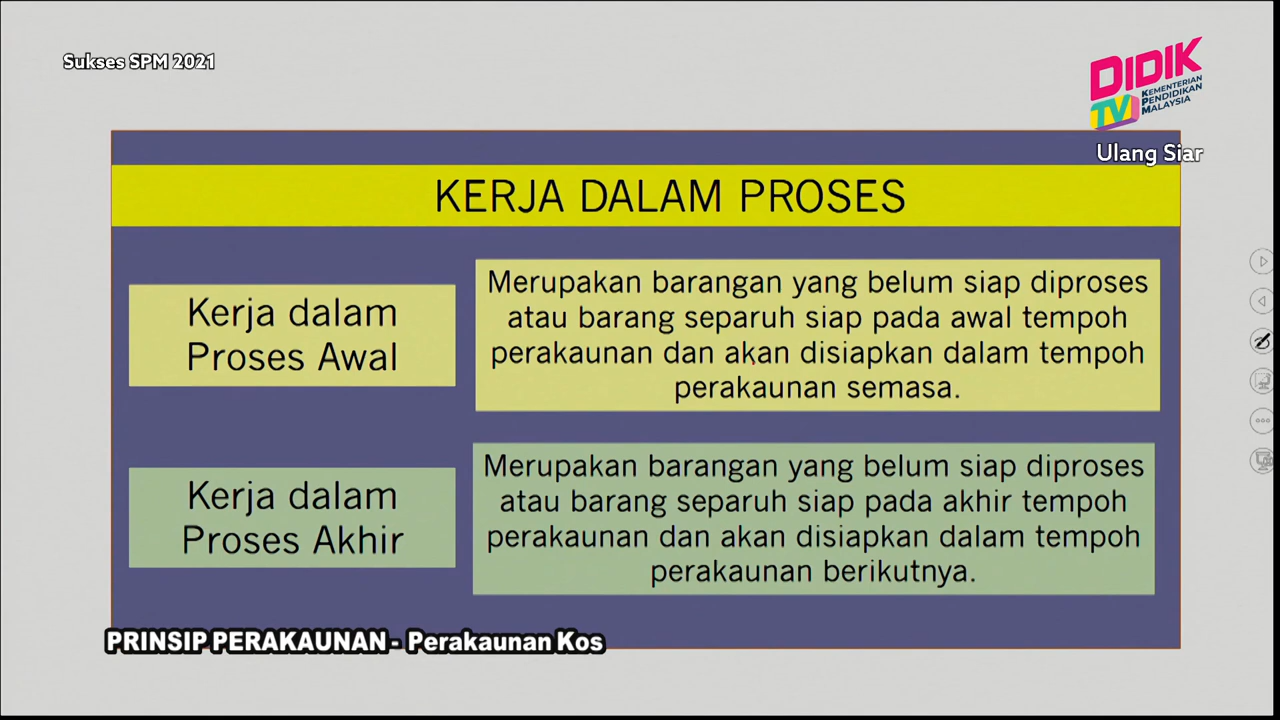 Sukses SPM 2021
DIDIK
TV
KEMENTERIAN
PENDIDIKAN
MALAYSIA
Ulang Siar
KERJA DALAM PROSES
Kerja dalam
Proses Awal
Merupakan barangan yang belum siap diproses
atau barang separuh siap pada awal tempoh
perakaunan dan akan disiapkan dalam tempoh
perakaunan semasa.
Kerja dalam
Proses Akhir
Merupakan barangan yang belum siap diproses
atau barang separuh siap pada akhir tempoh
perakaunan dan akan disiapkan dalam tempoh
perakaunan berikutnya.
PRINSIP PERAKAUNAN - Perakaunan Kos